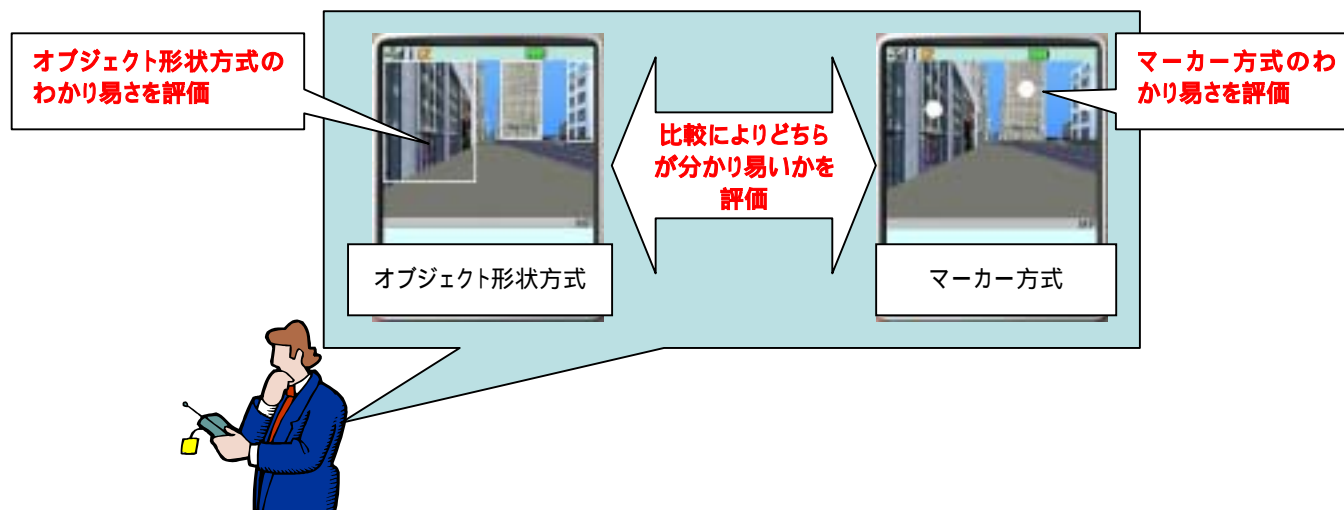 オブジェクト形状方式の
わかり易さを評価
マーカー方式のわ
かり易さを評価
比較によりどちら
が分かり易いかを
評価
オブジェクト形状方式
マーカー方式